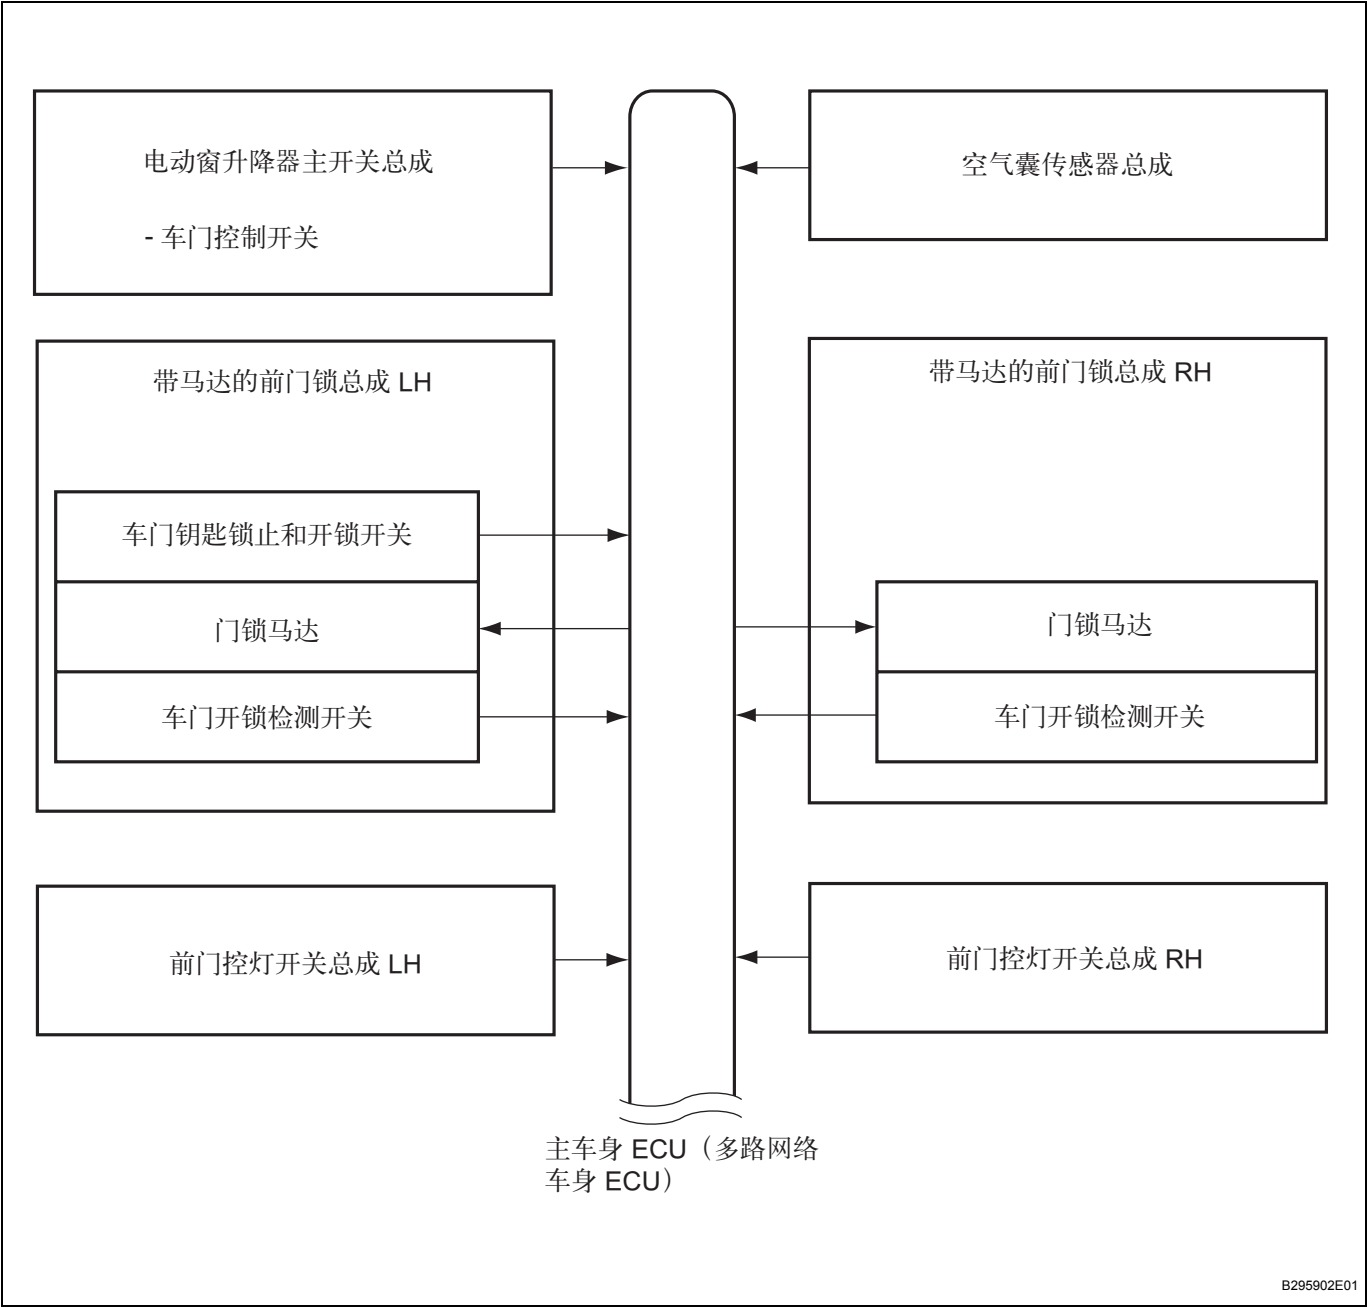 电动窗升降器主开关总成
- 车门控制开关
空气囊传感器总成
带马达的前门锁总成 LH
车门钥匙锁止和开锁开关
门锁马达
车门开锁检测开关
带马达的前门锁总成 RH
门锁马达
车门开锁检测开关
前门控灯开关总成 LH
前门控灯开关总成 RH
主车身 ECU（多路网络
车身 ECU）
B295902E01